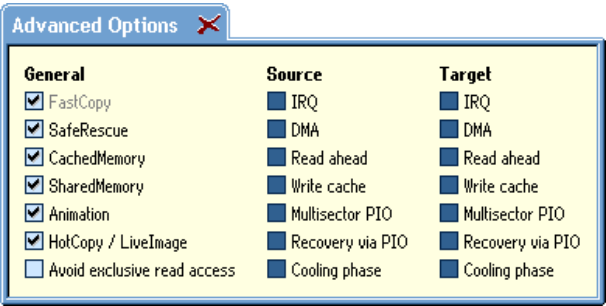 Advanced Options
General Source Target
FastCopy IRQ IRQ
SafeRescue DMA DMA
CachedMemory Read ahead Read ahead
SharedMemory Write cache Write cache
Animation Multisector PIO Multisector PIO
HotCopy / LiveImage Recovery via PIO Recovery via PIO
Avoid exclusive read access Cooling phase Cooling phase